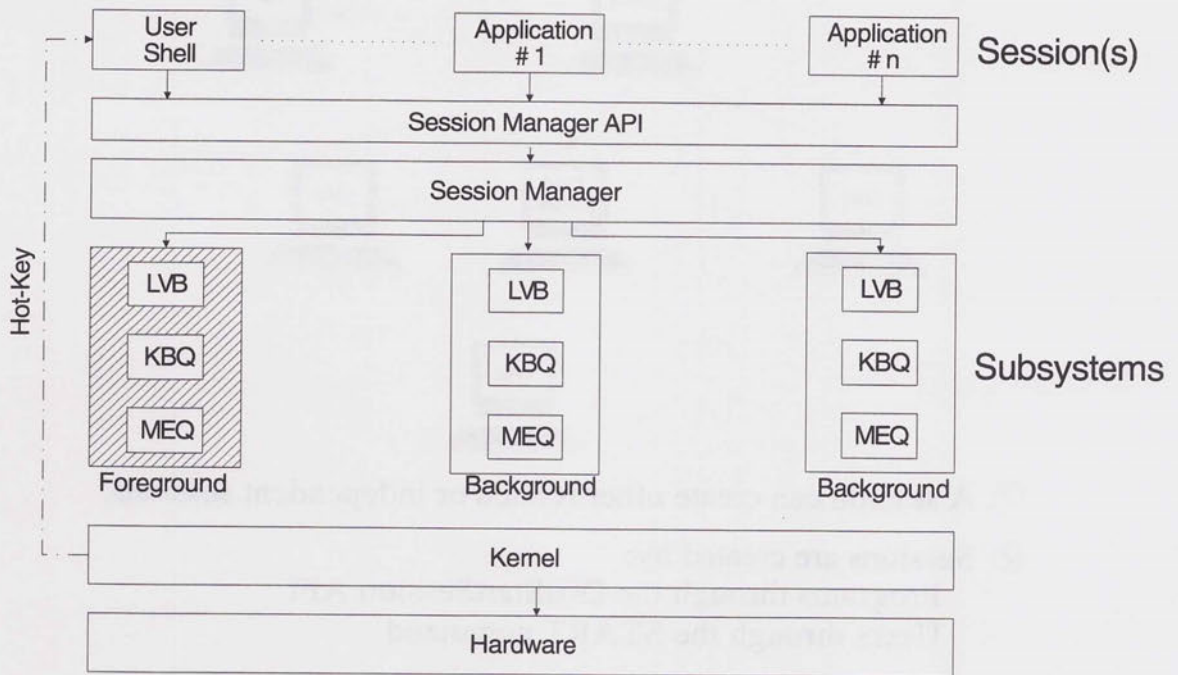 User
Shell
Application
# 1
Application
# n
Session(s)
Session Manager API
Session Manager
Hot-Key
LVB
LVB
LVB
KBQ
KBQ
KBQ
Subsystems
MEQ
MEQ
MEQ
Foreground
Background
Background
Kernel
Hardware